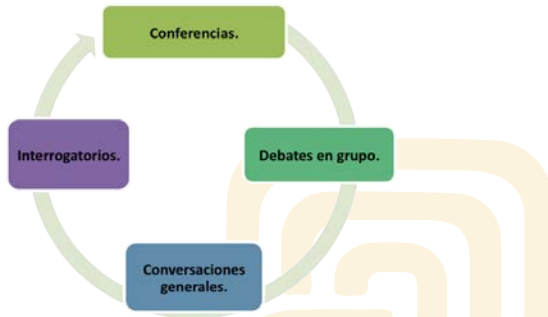 Conferencias.
Debates en grupo.
Conversaciones
generales.
Interrogatorios.